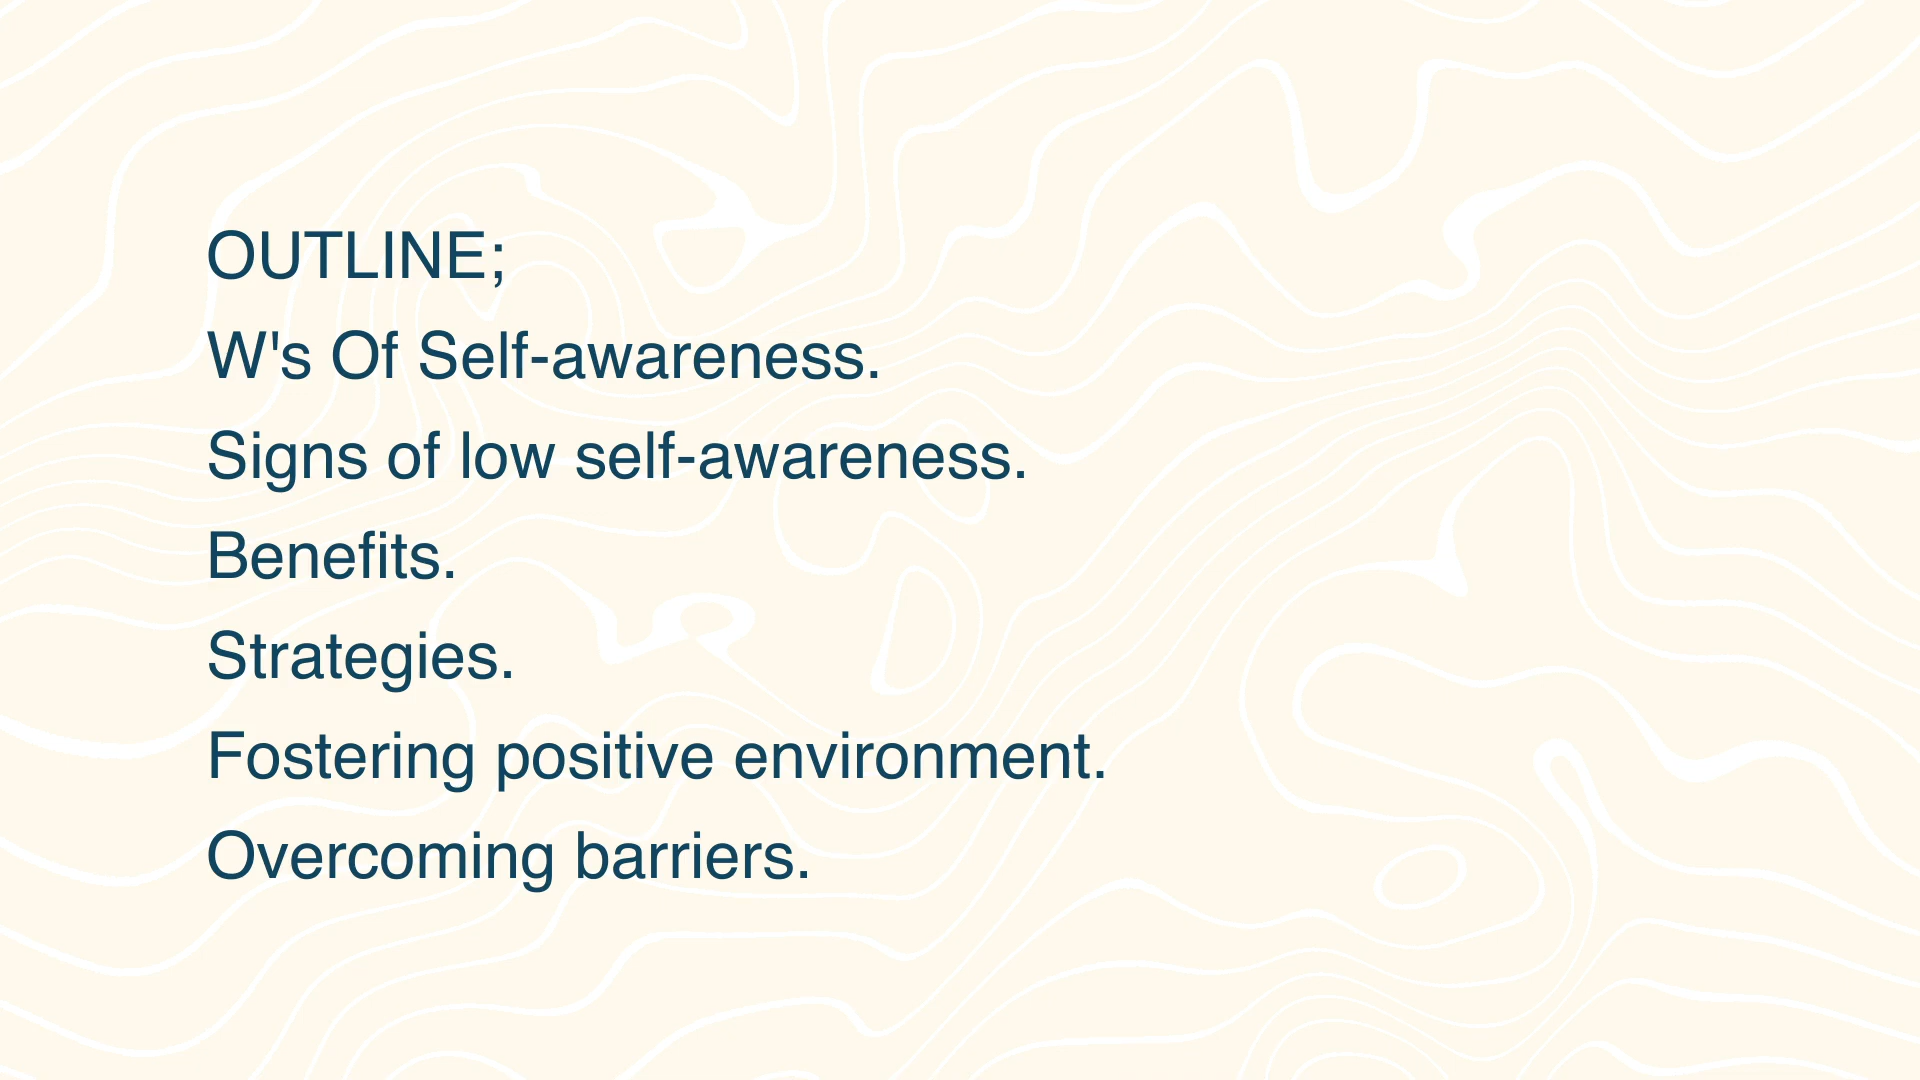 OUTLINE;
W's Of Self-awareness.
Signs of low self-awareness.
Benefits.
Strategies.
Fostering positive environment.
Overcoming barriers.